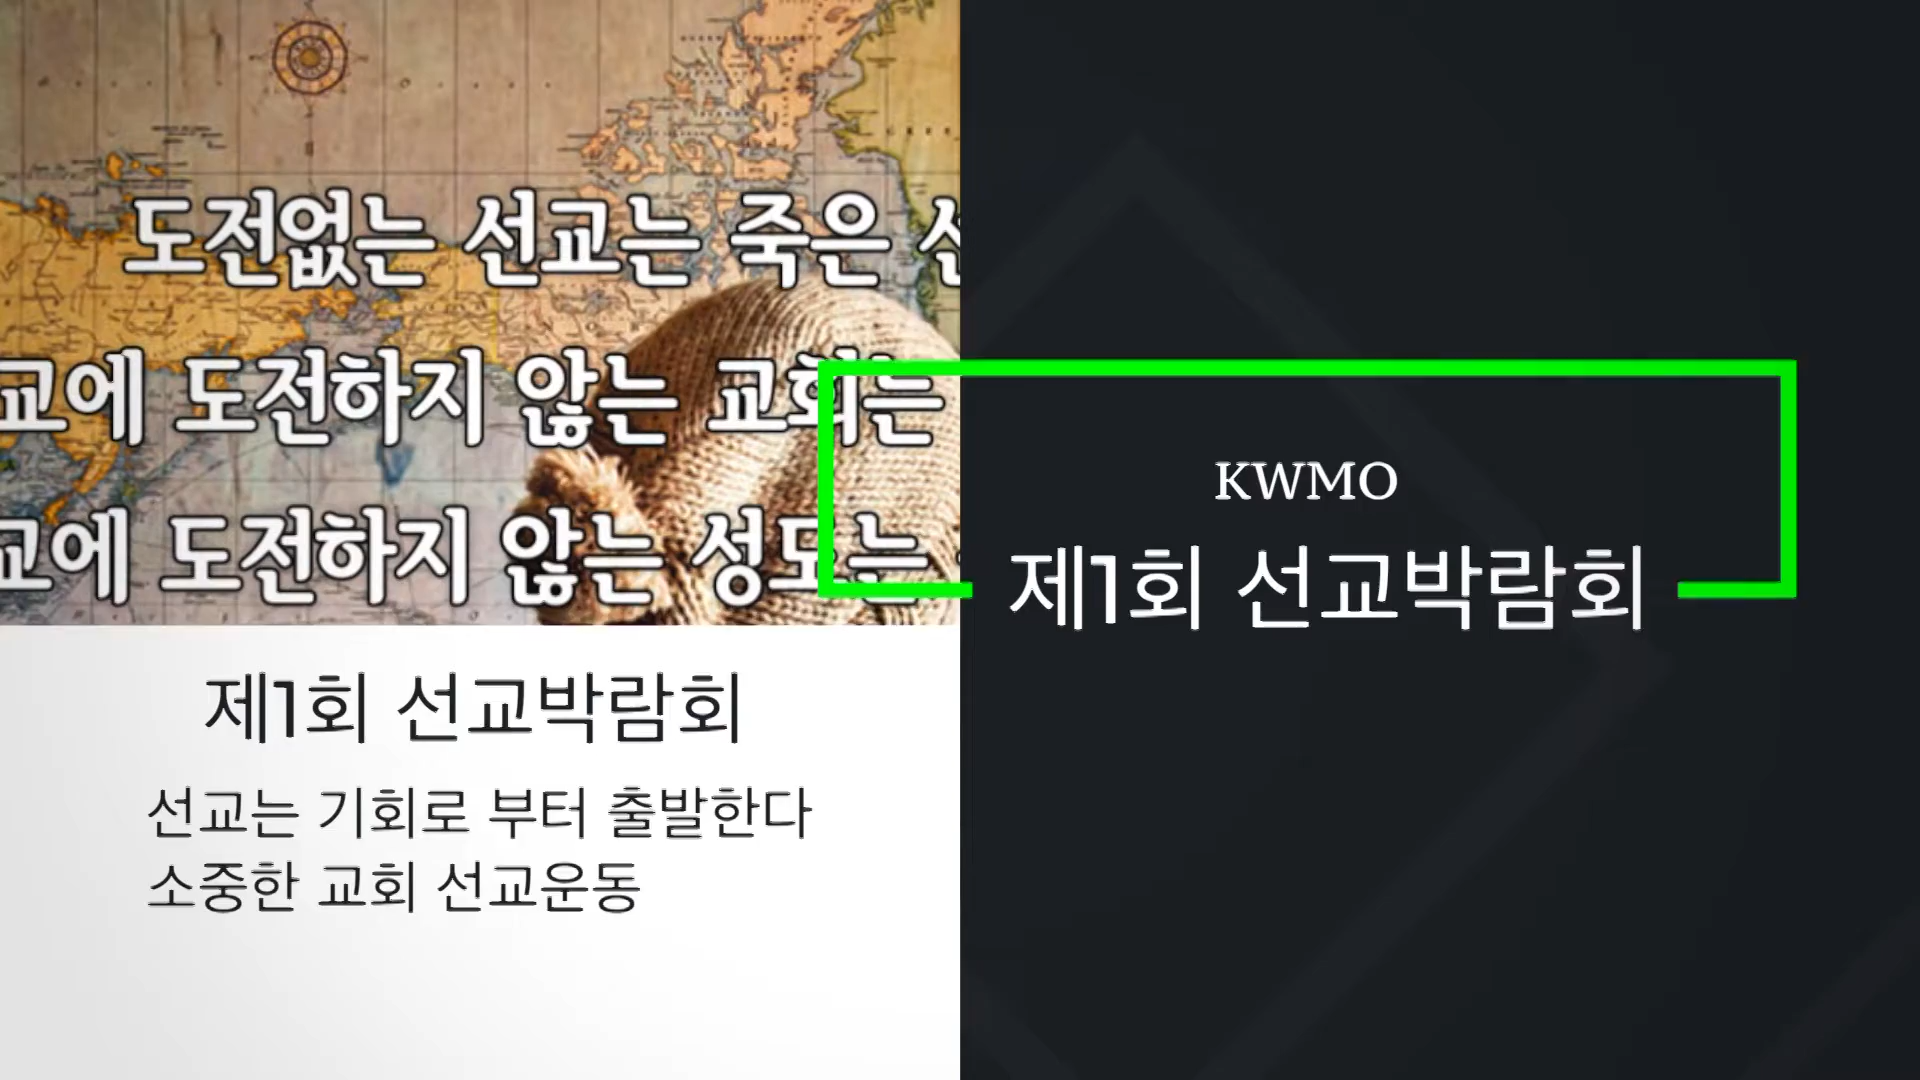 도전없는 선교는 죽은
교에 도전하지 않는 교회는
교에 도전하지 않는 성도는
제1회 선교박람회
선교는 기회로 부터 출발한다
소중한 교회 선교운동
KWMO
제1회 선교박람회